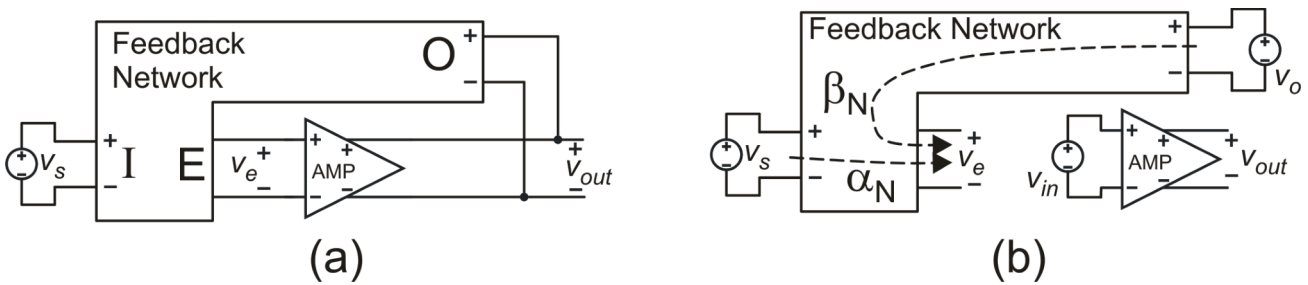 Feedback
Network
O
+
−
+
v_s
−
+
I
−
E
v_e
+
−
+
−
AMP
+
−
+
v_out
−
(a)
Feedback Network
+
−
+
−
v_o
β_N
+
−
v_s
+
−
α_N
+
v_e
−
+
−
v_in
+
−
AMP
+
−
+
v_out
−
(b)